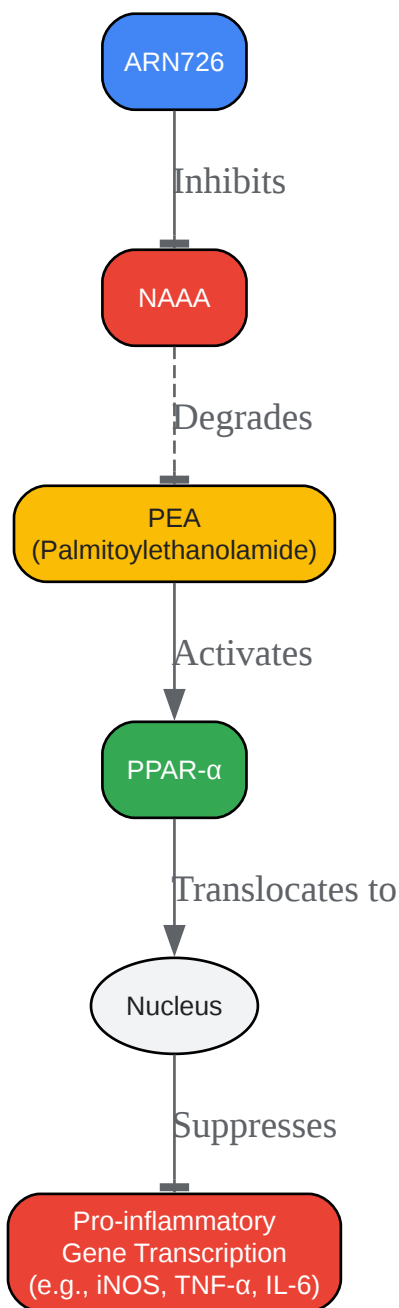 ARN726
Inhibits
NAAA
Degrades
PEA
(Palmitoylethanolamide)
Activates
PPAR-α
Translocates to
Nucleus
Suppresses
Pro-inflammatory
Gene Transcription
(e.g., iNOS, TNF-α, IL-6)